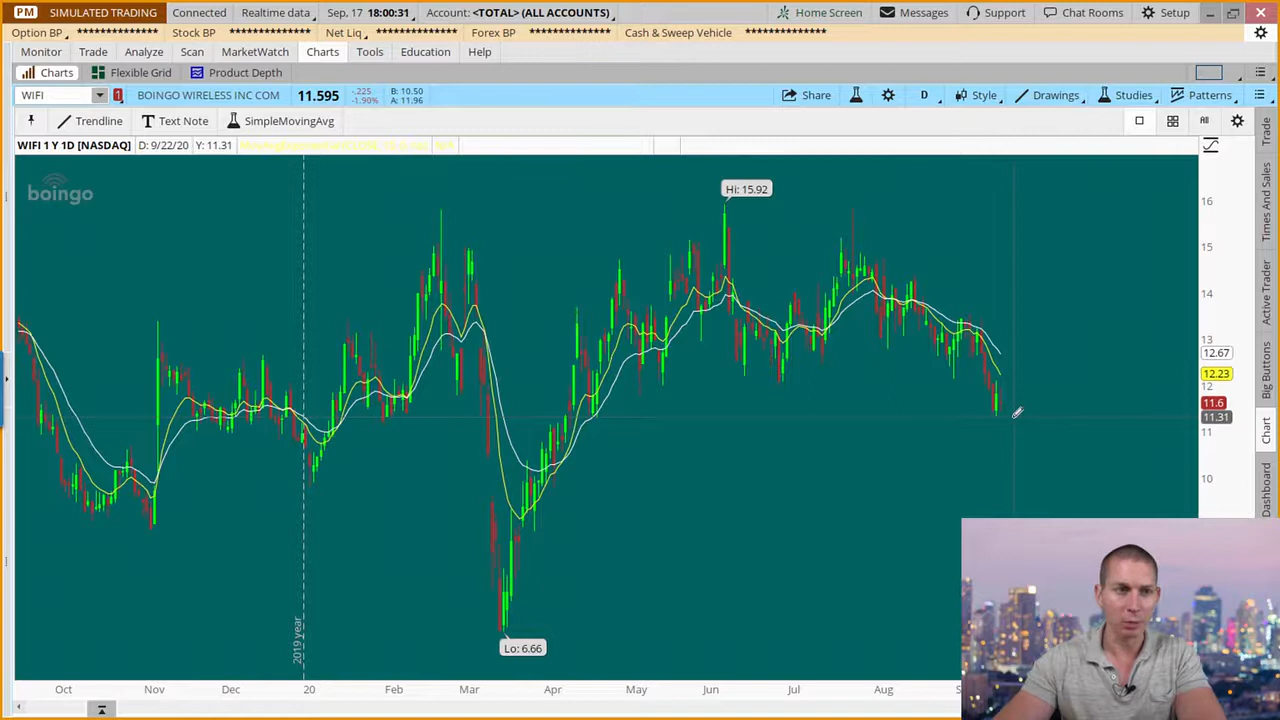 PM SIMULATED TRADING Connected Realtime data Sep, 17 18:00:31 Account: <TOTAL> (ALL ACCOUNTS) Home Screen Messages Support Chat Rooms Setup
Option BP ************** Stock BP ************** Net Liq ************** Forex BP ************** Cash & Sweep Vehicle **************
Monitor Trade Analyze Scan MarketWatch Charts Tools Education Help
Charts Flexible Grid Product Depth
WIFI 1 BOINGO WIRELESS INC COM 11.595 -.225 B: 10.50
-1.90% A: 11.96
Share D Style Drawings Studies Patterns
Trendline Text Note SimpleMovingAvg All
WIFI 1 Y 1D [NASDAQ] D: 9/22/20 Y: 11.31
boingo
Hi: 15.92
16
15
14
13
12.67
12.23
12
11.6
11.31
11
10
Lo: 6.66
2019 year
Oct Nov Dec 20 Feb Mar Apr May Jun Jul Aug
Trade
Times And Sales
Active Trader
Big Buttons
Chart
Dashboard